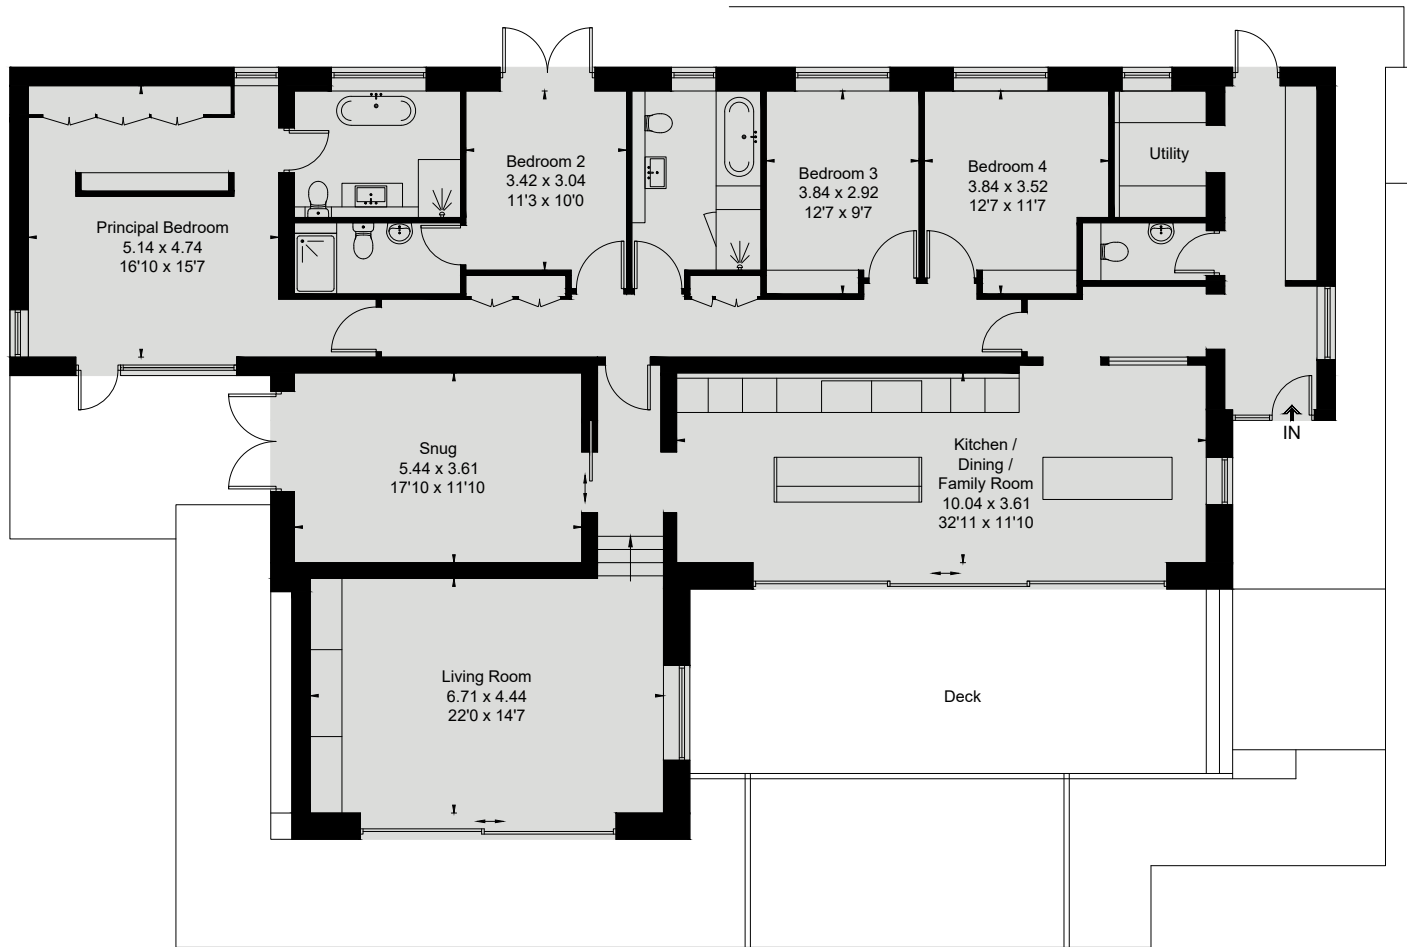 Principal Bedroom
5.14 x 4.74
16'10 x 15'7
Bedroom 2
3.42 x 3.04
11'3 x 10'0
Bedroom 3
3.84 x 2.92
12'7 x 9'7
Bedroom 4
3.84 x 3.52
12'7 x 11'7
Utility
IN
Snug
5.44 x 3.61
17'10 x 11'10
Kitchen /
Dining /
Family Room
10.04 x 3.61
32'11 x 11'10
Living Room
6.71 x 4.44
22'0 x 14'7
Deck